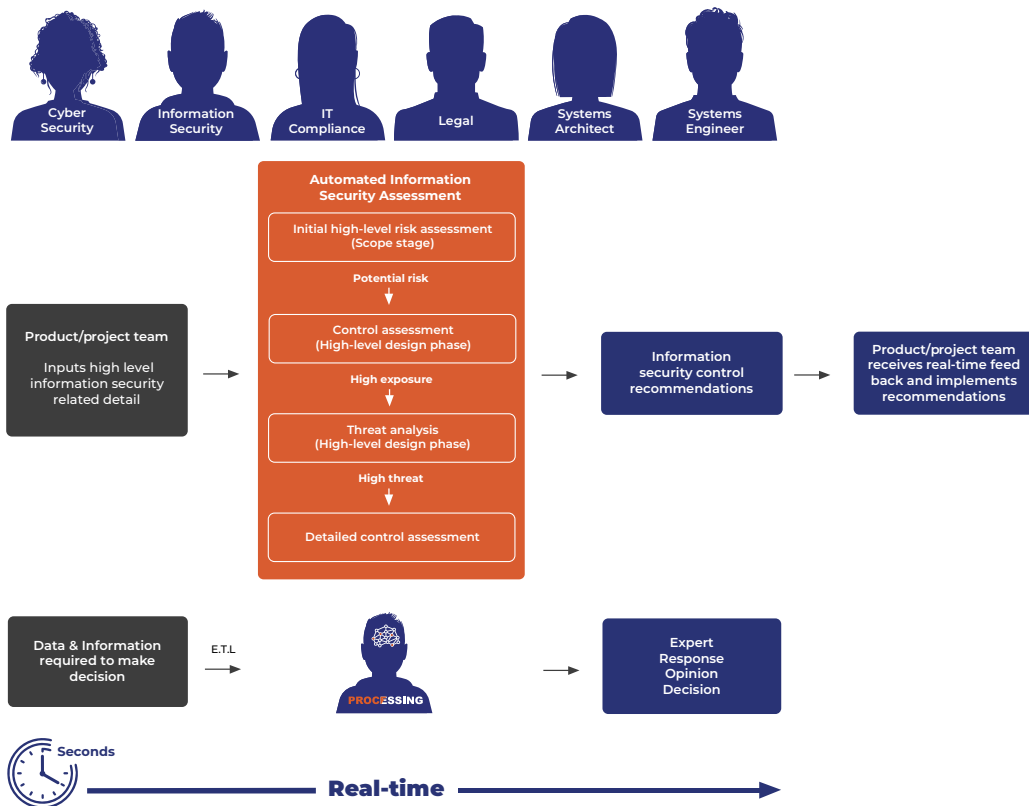 Cyber
Security
Information
Security
IT
Compliance
Legal
Systems
Architect
Systems
Engineer
Automated Information
Security Assessment
Initial high-level risk assessment
(Scope stage)
Potential risk
Control assessment
(High-level design phase)
High exposure
Threat analysis
(High-level design phase)
High threat
Detailed control assessment
Product/project team
Inputs high level
information security
related detail
Information
security control
recommendations
Product/project team
receives real-time feed
back and implements
recommendations
Data & Information
required to make
decision
E.T.L
PROCESSING
Expert
Response
Opinion
Decision
Seconds
Real-time